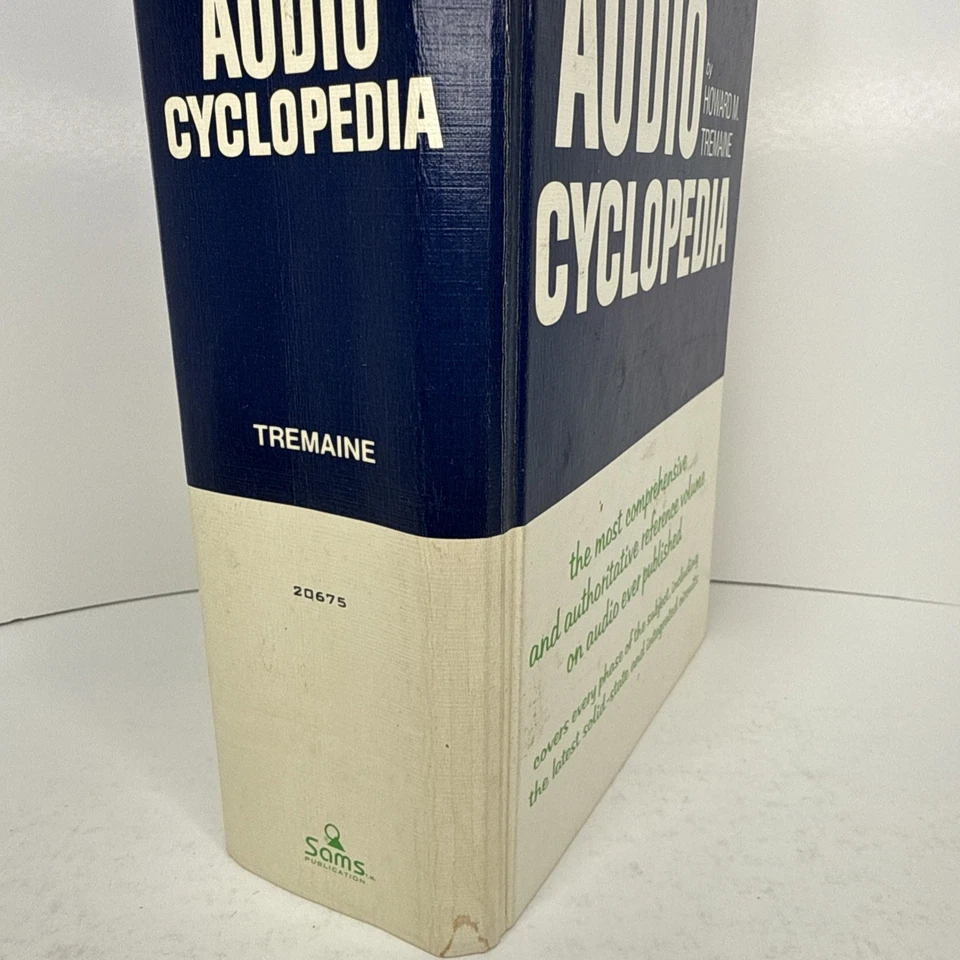 AUDIO
CYCLOPEDIA
TREMAINE
20675
Sams
PUBLICATION
AUDIO
by
HOWARD M.
TREMAINE
CYCLOPEDIA
the most comprehensive...
and authoritative reference volume
on audio ever published
covers every phase of the subject, including
the latest solid-state and integrated circuits